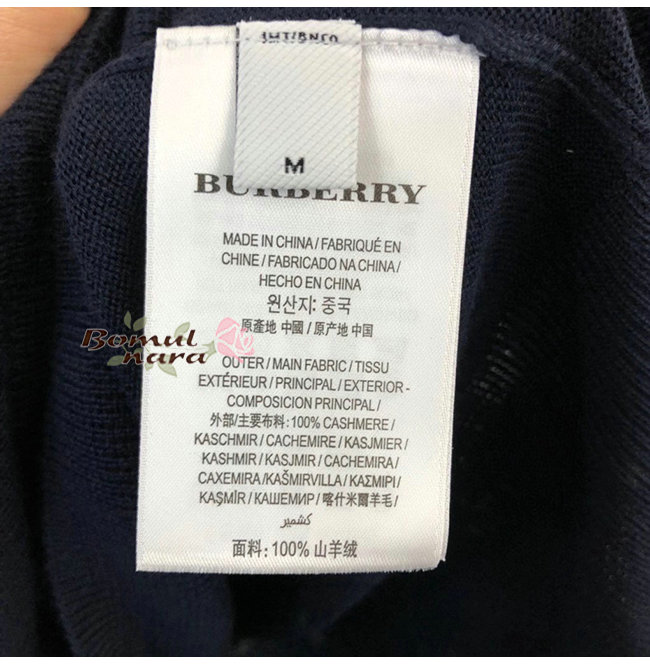 M
BURBERRY
MADE IN CHINA / FABRIQUÉ EN
CHINE / FABRICADO NA CHINA /
HECHO EN CHINA
원산지: 중국
原產地 中國 / 原产地 中国
Bomul
nara
OUTER / MAIN FABRIC / TISSU
EXTÉRIEUR / PRINCIPAL / EXTERIOR -
COMPOSICION PRINCIPAL /
外部/主要布料: 100% CASHMERE /
KASCHMIR / CACHEMIRE / KASJMIER /
KASHMIR / KASJMIR / CACHEMIRA /
CAXEMIRA / KAŠMIRVILLA / ΚΑΣΜΙΡΙ /
KAŞMİR / КАШЕМИР / 喀什米爾羊毛 /
كشمير
面料: 100% 山羊绒